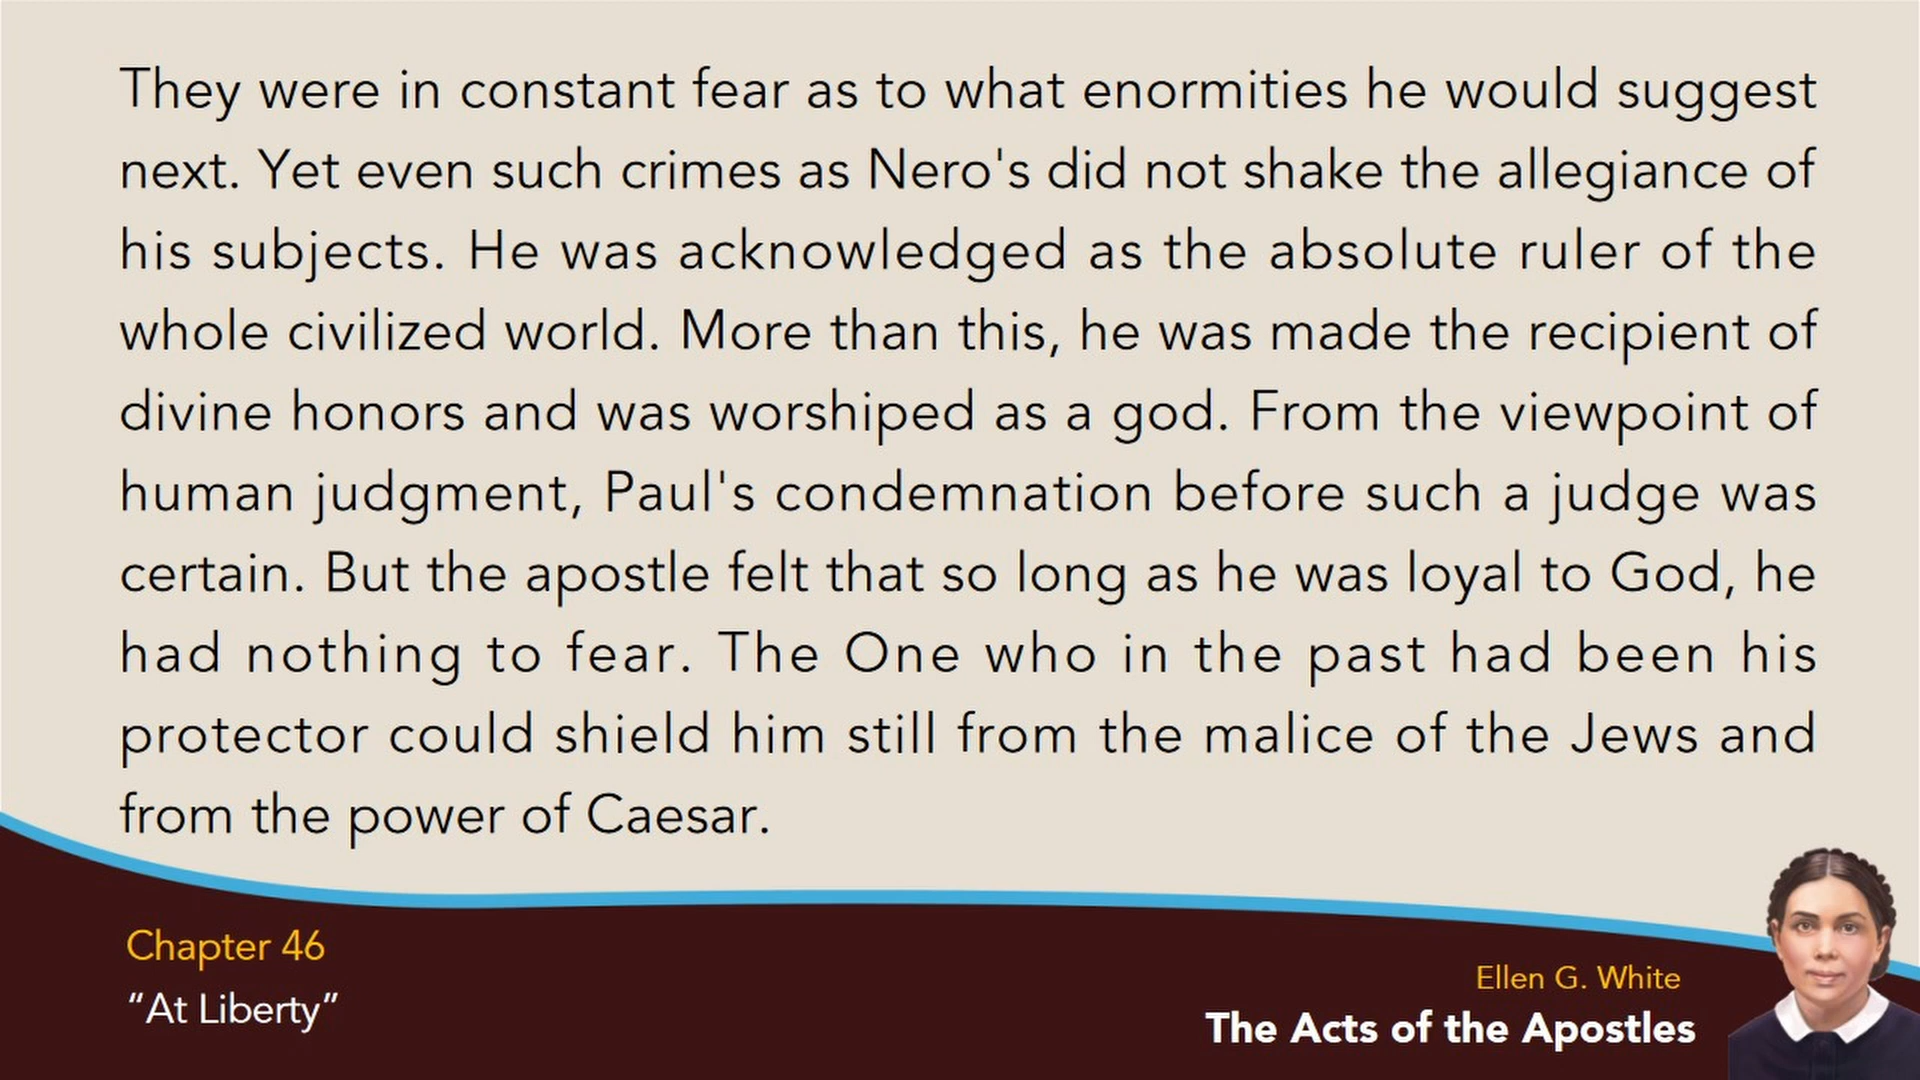 They were in constant fear as to what enormities he would suggest
next. Yet even such crimes as Nero's did not shake the allegiance of
his subjects. He was acknowledged as the absolute ruler of the
whole civilized world. More than this, he was made the recipient of
divine honors and was worshiped as a god. From the viewpoint of
human judgment, Paul's condemnation before such a judge was
certain. But the apostle felt that so long as he was loyal to God, he
had nothing to fear. The One who in the past had been his
protector could shield him still from the malice of the Jews and
from the power of Caesar.
Chapter 46
“At Liberty”
Ellen G. White
The Acts of the Apostles